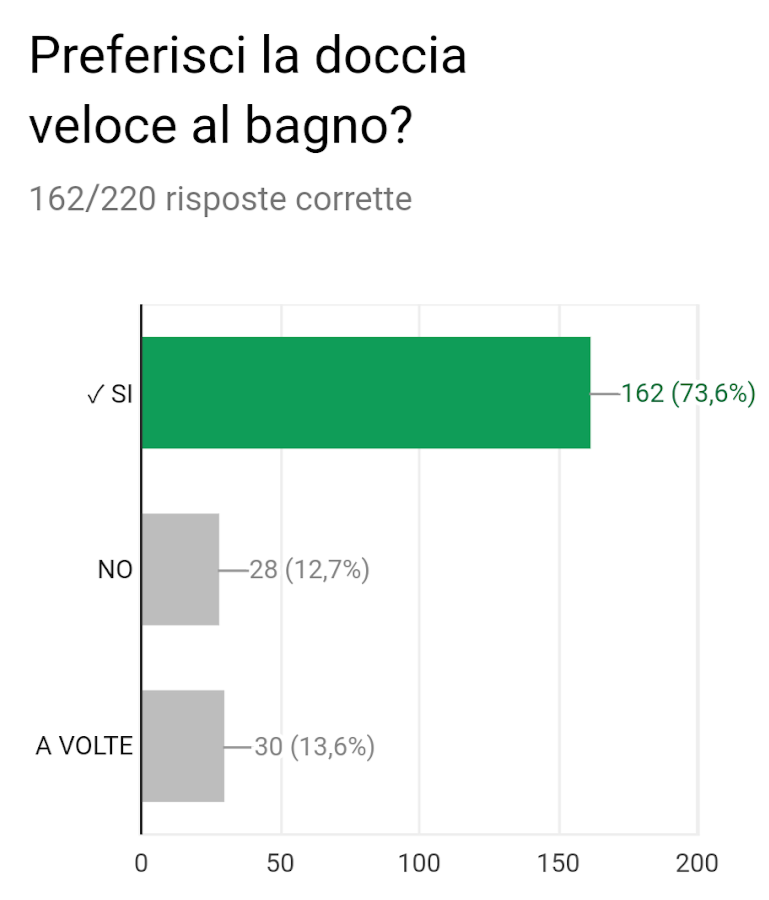 Preferisci la doccia
veloce al bagno?
162/220 risposte corrette
✓ SI
162 (73,6%)
NO
28 (12,7%)
A VOLTE
30 (13,6%)
0 50 100 150 200